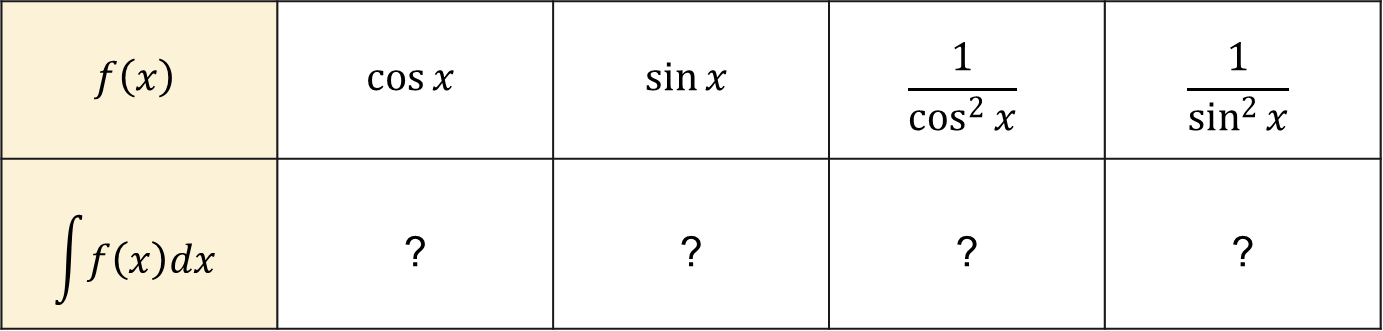 f(x) cos x sin x 1/cos² x 1/sin² x
∫f(x)dx ? ? ? ?